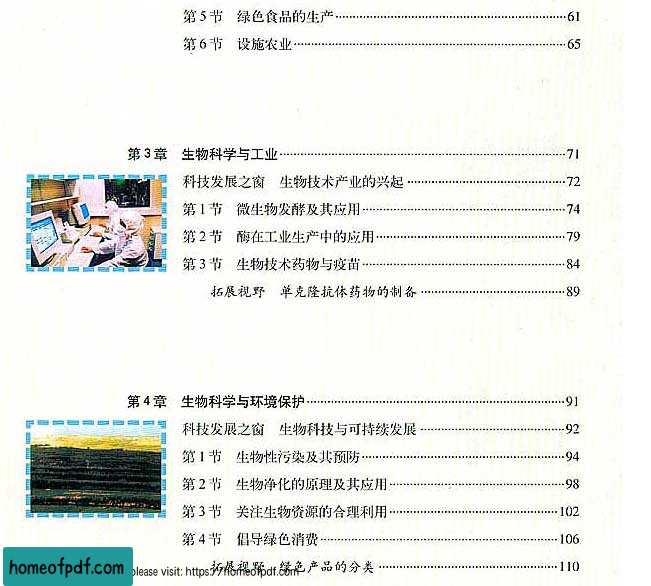 第5节 绿色食品的生产 61
第6节 设施农业 65
第3章 生物科学与工业 71
科技发展之窗 生物技术产业的兴起 72
第1节 微生物发酵及其应用 74
第2节 酶在工业生产中的应用 79
第3节 生物技术药物与疫苗 84
拓展视野 单克隆抗体药物的制备 89
第4章 生物科学与环境保护 91
科技发展之窗 生物科技与可持续发展 92
第1节 生物性污染及其预防 94
第2节 生物净化的原理及其应用 98
第3节 关注生物资源的合理利用 102
第4节 倡导绿色消费 106
拓展视野 绿色产品的分类 110
homeofpdf.com
please visit: https://homeofpdf.com